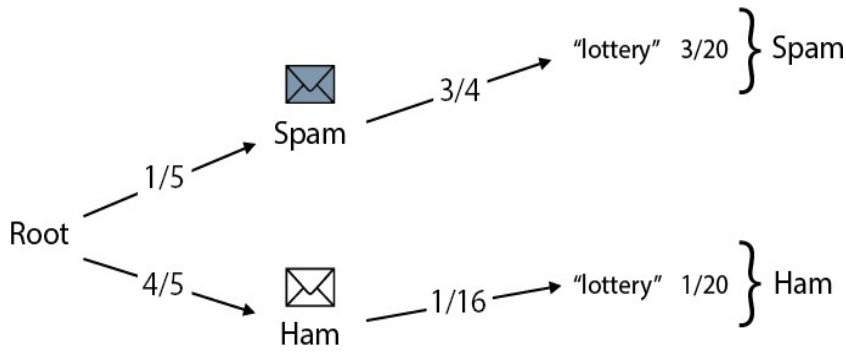 “lottery” 3/20 } Spam
3/4
Spam
1/5
Root
4/5
“lottery” 1/20 } Ham
1/16
Ham